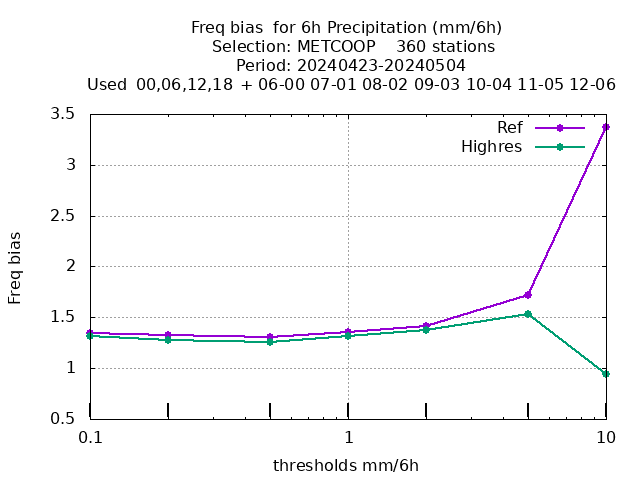 Freq bias  for 6h Precipitation (mm/6h)
Selection: METCOOP    360 stations
Period: 20240423-20240504
Used  00,06,12,18  + 06-00 07-01 08-02 09-03 10-04 11-05 12-06
Ref
Highres
3.5
3
2.5
2
1.5
1
0.5
Freq bias
0.1
1
10
thresholds mm/6h